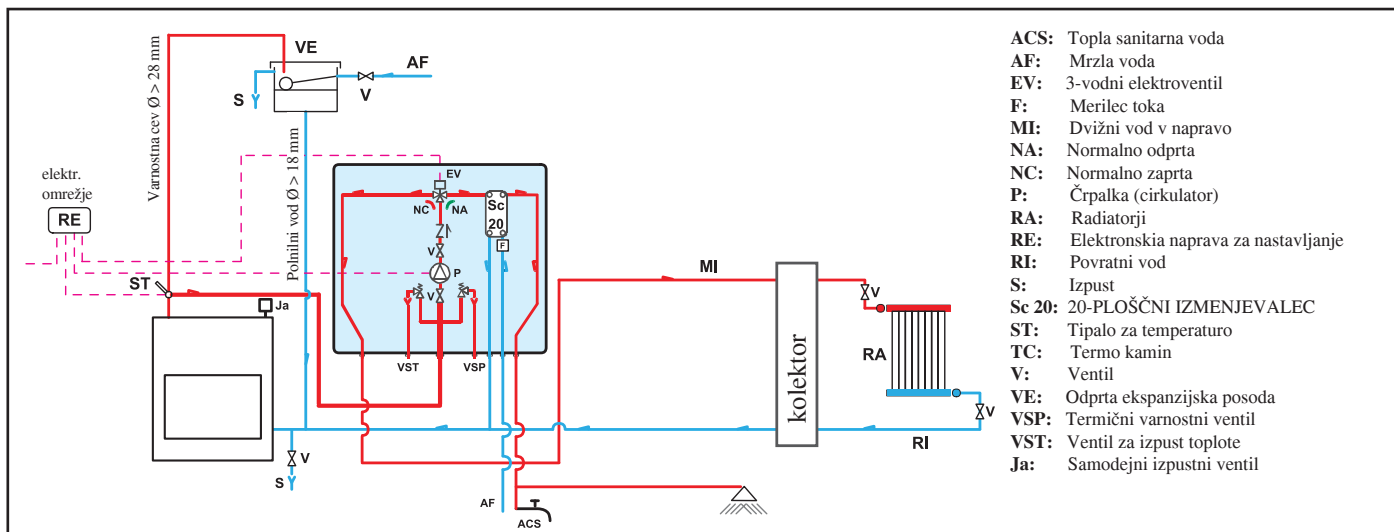 VE
AF
V
S
Varnostna cev Ø > 28 mm
Polnilni vod Ø > 18 mm
elektr.
omrežje
RE
ST
Ja
EV
NC
NA
Sc
20
F
V
P
V
VST
VSP
MI
kolektor
V
RA
V
RI
V
S
AF
ACS
ACS: Topla sanitarna voda
AF: Mrzla voda
EV: 3-vodni elektroventil
F: Merilec toka
MI: Dvižni vod v napravo
NA: Normalno odprta
NC: Normalno zaprta
P: Črpalka (cirkulator)
RA: Radiatorji
RE: Elektronskia naprava za nastavljanje
RI: Povratni vod
S: Izpust
Sc 20: 20-PLOŠČNI IZMENJEVALEC
ST: Tipalo za temperaturo
TC: Termo kamin
V: Ventil
VE: Odprta ekspanzijska posoda
VSP: Termični varnostni ventil
VST: Ventil za izpust toplote
Ja: Samodejni izpustni ventil